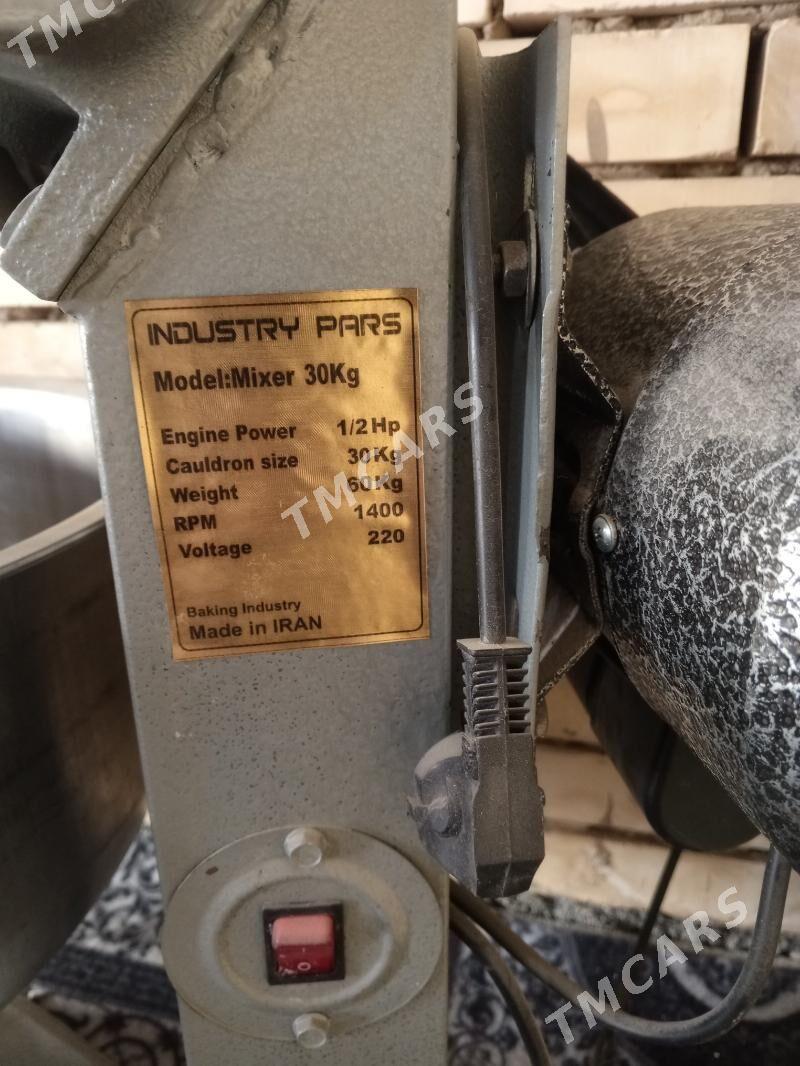 TMCARS
INDUSTRY PARS
Model:Mixer 30Kg
Engine Power 1/2 Hp
Cauldron size 30Kg
Weight 60Kg
RPM 1400
Voltage 220
Baking Industry
Made in IRAN
TMCARS
TMCARS